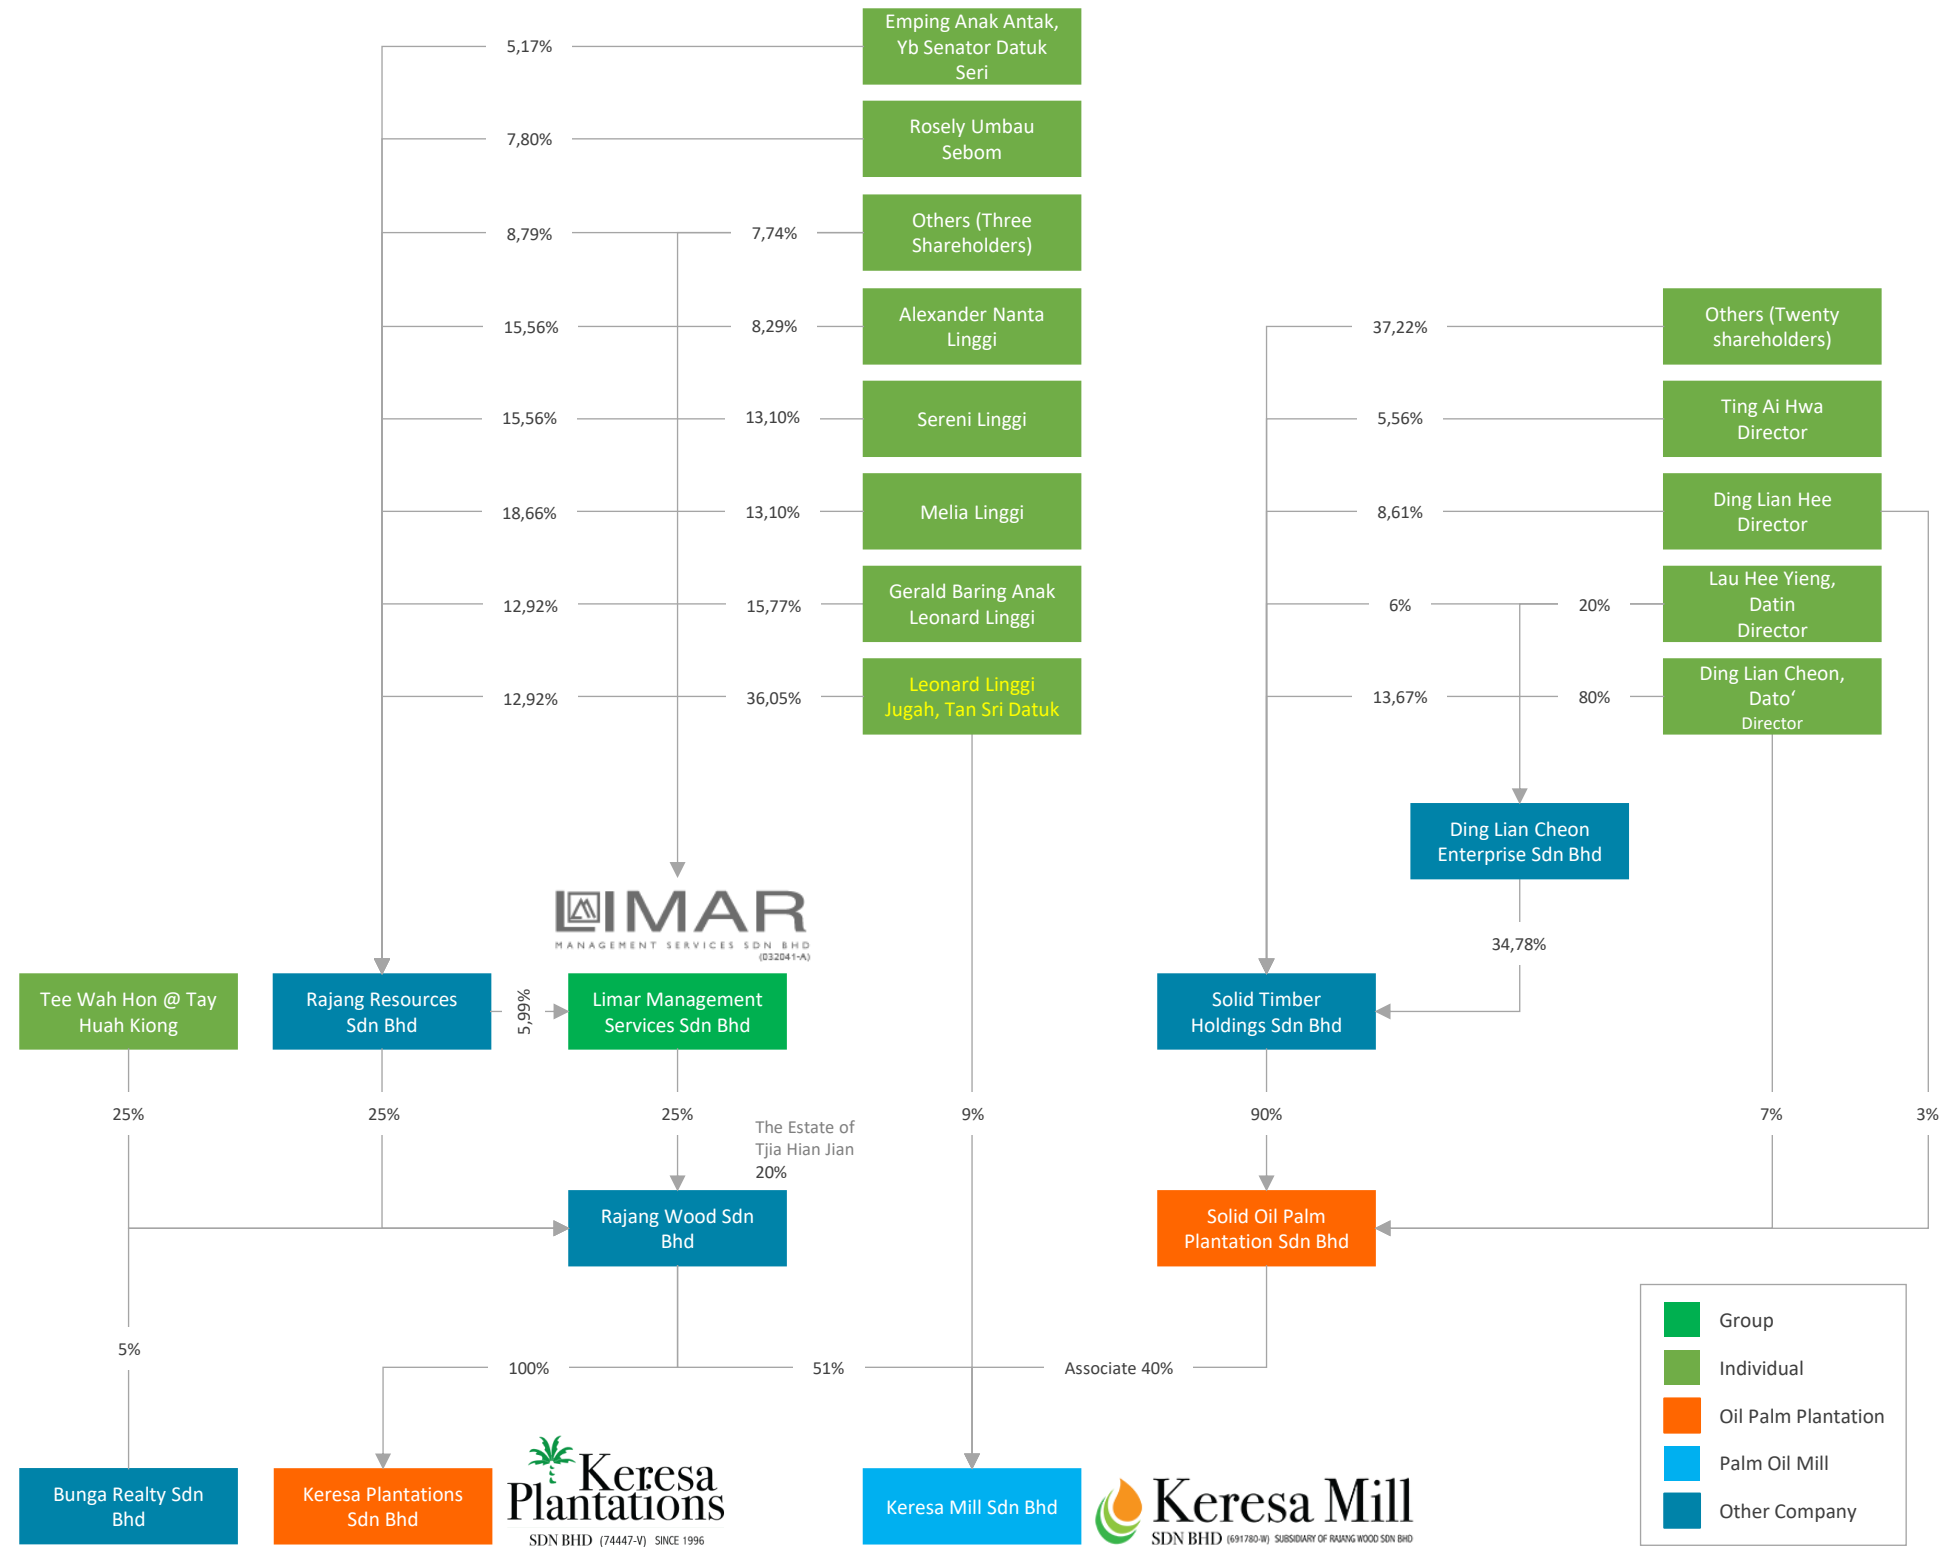 Emping Anak Antak,
Yb Senator Datuk
Seri
5,17%
Rosely Umbau
Sebom
7,80%
Others (Three
Shareholders)
8,79%
7,74%
Alexander Nanta
Linggi
15,56%
8,29%
Others (Twenty
shareholders)
37,22%
Sereni Linggi
15,56%
13,10%
Ting Ai Hwa
Director
5,56%
Melia Linggi
18,66%
13,10%
Ding Lian Hee
Director
8,61%
Gerald Baring Anak
Leonard Linggi
12,92%
15,77%
Lau Hee Yieng,
Datin
Director
6%
20%
Leonard Linggi
Jugah, Tan Sri Datuk
12,92%
36,05%
Ding Lian Cheon,
Dato‘
Director
13,67%
80%
Ding Lian Cheon
Enterprise Sdn Bhd
34,78%
LIMAR
MANAGEMENT SERVICES SDN BHD
(032041-A)
Tee Wah Hon @ Tay
Huah Kiong
Rajang Resources
Sdn Bhd
5,99%
Limar Management
Services Sdn Bhd
Solid Timber
Holdings Sdn Bhd
25%
25%
25%
9%
90%
7%
3%
The Estate of
Tjia Hian Jian
20%
Rajang Wood Sdn
Bhd
Solid Oil Palm
Plantation Sdn Bhd
5%
100%
51%
Associate 40%
Bunga Realty Sdn
Bhd
Keresa Plantations
Sdn Bhd
Keresa
Plantations
SDN BHD (74447-V) SINCE 1996
Keresa Mill Sdn Bhd
Keresa Mill
SDN BHD (691780-W) SUBSIDIARY OF RAJANG WOOD SDN BHD
Group
Individual
Oil Palm Plantation
Palm Oil Mill
Other Company